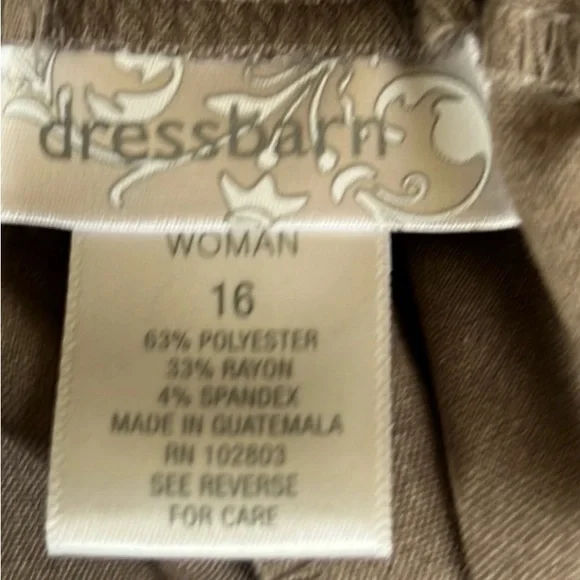 dressbarn
WOMAN
16
63% POLYESTER
33% RAYON
4% SPANDEX
MADE IN GUATEMALA
RN 102803
SEE REVERSE
FOR CARE